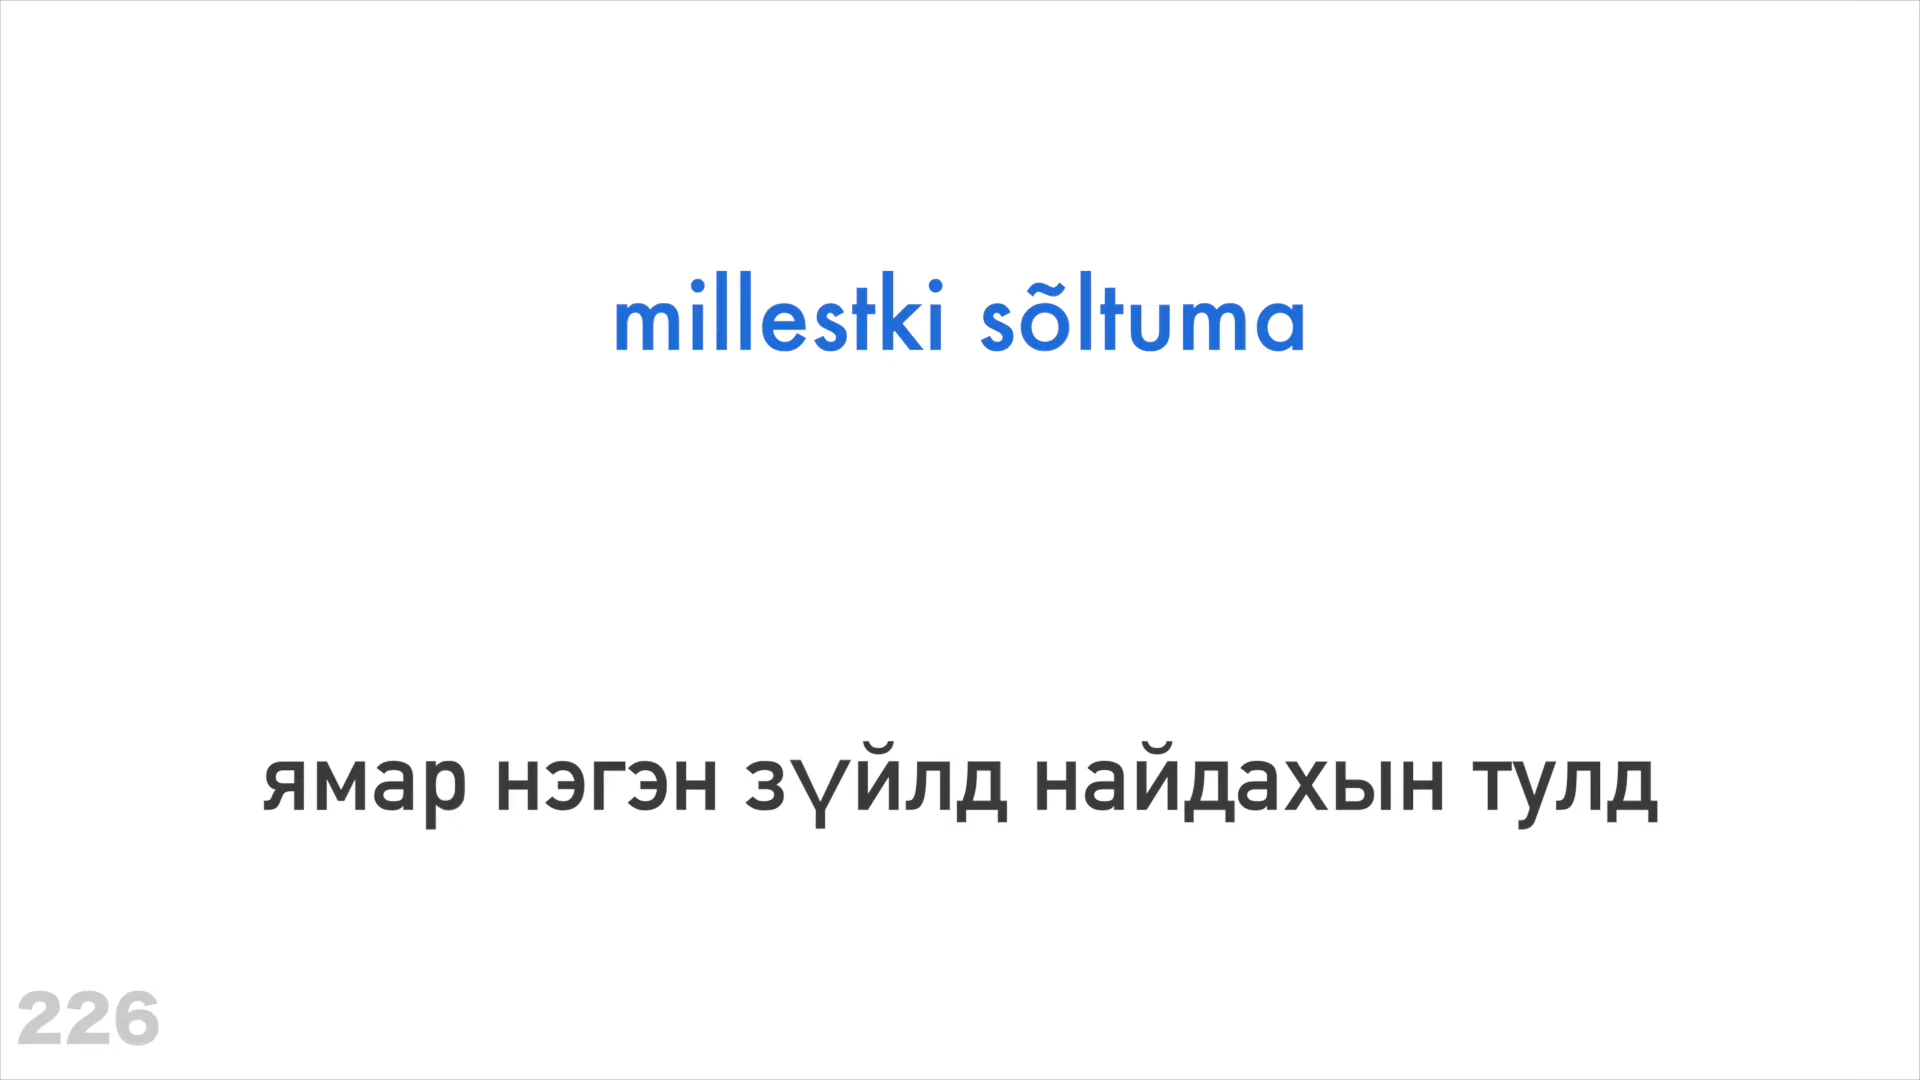 millestki sõltuma
ямар нэгэн зүйлд найдахын тулд
226